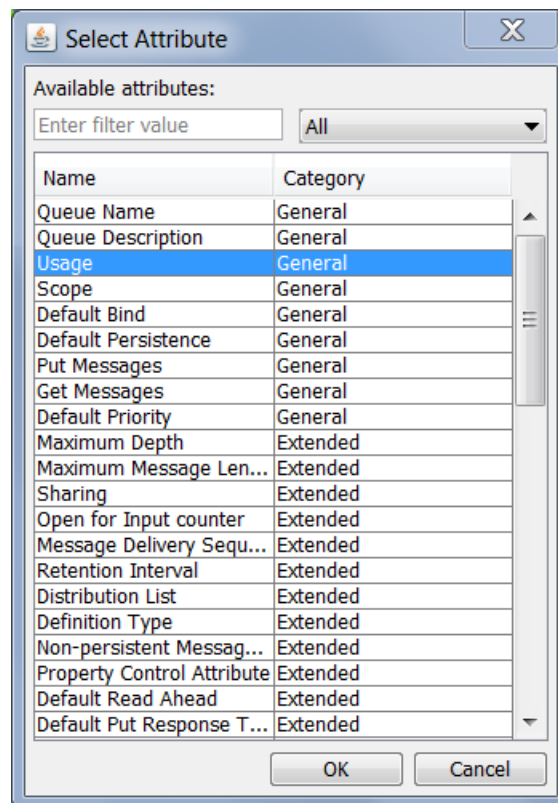 Select Attribute
Available attributes:
Enter filter value All
Name Category
Queue Name General
Queue Description General
Usage General
Scope General
Default Bind General
Default Persistence General
Put Messages General
Get Messages General
Default Priority General
Maximum Depth Extended
Maximum Message Len... Extended
Sharing Extended
Open for Input counter Extended
Message Delivery Sequ... Extended
Retention Interval Extended
Distribution List Extended
Definition Type Extended
Non-persistent Messag... Extended
Property Control Attribute Extended
Default Read Ahead Extended
Default Put Response T... Extended
OK Cancel